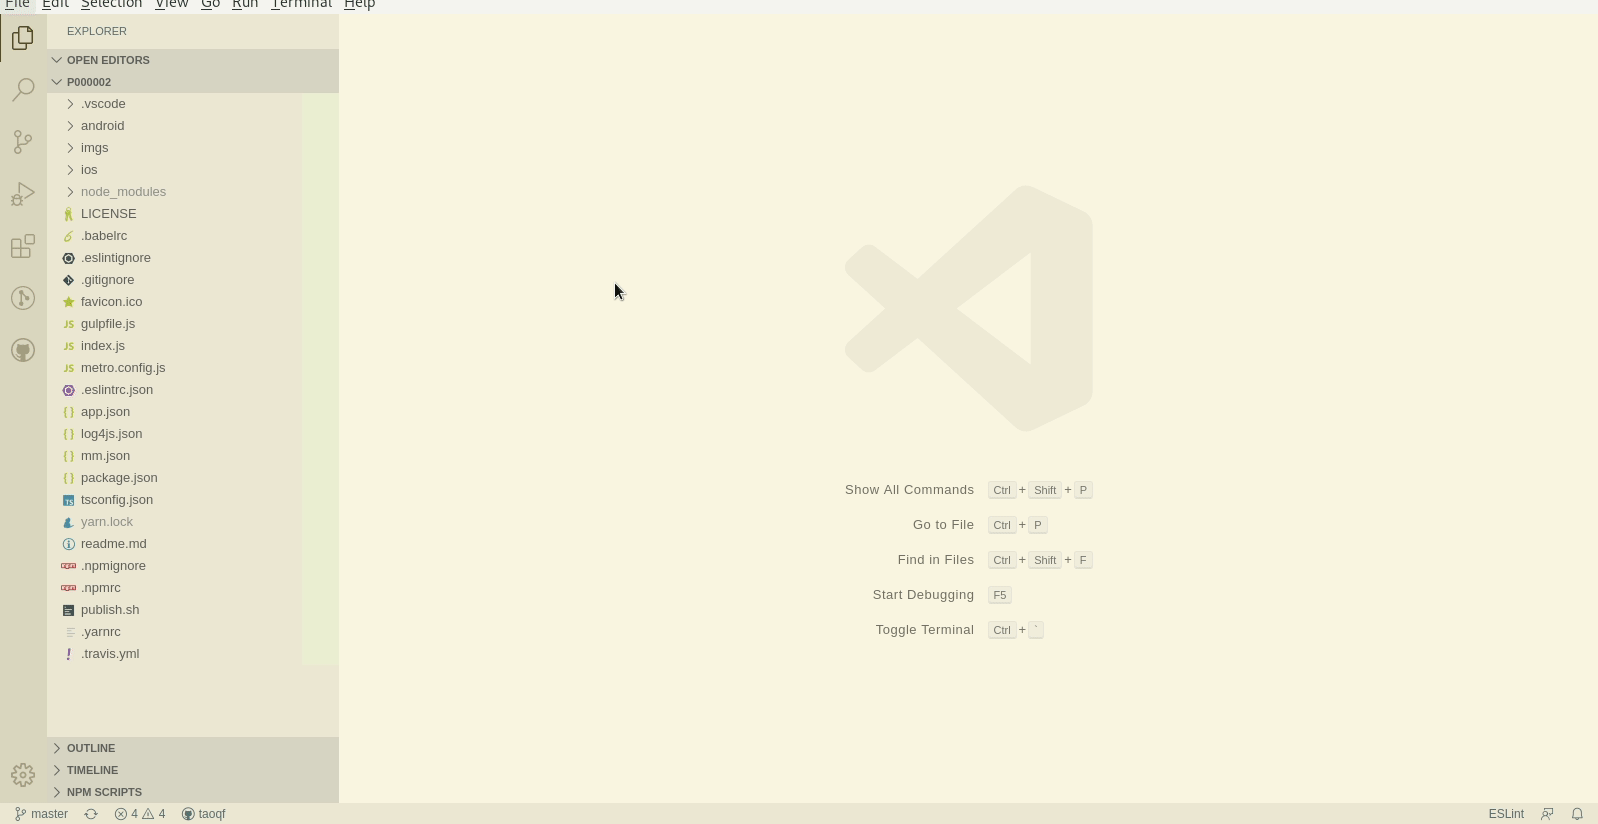 File Edit Selection View Go Run Terminal Help
EXPLORER
OPEN EDITORS
P000002
.vscode
android
imgs
ios
node_modules
LICENSE
.babelrc
.eslintignore
.gitignore
favicon.ico
gulpfile.js
index.js
metro.config.js
.eslintrc.json
app.json
log4js.json
mm.json
package.json
tsconfig.json
yarn.lock
readme.md
.npmignore
.npmrc
publish.sh
.yarnrc
.travis.yml
OUTLINE
TIMELINE
NPM SCRIPTS
Show All Commands Ctrl + Shift + P
Go to File Ctrl + P
Find in Files Ctrl + Shift + F
Start Debugging F5
Toggle Terminal Ctrl + `
master 4 4 taoqf ESLint